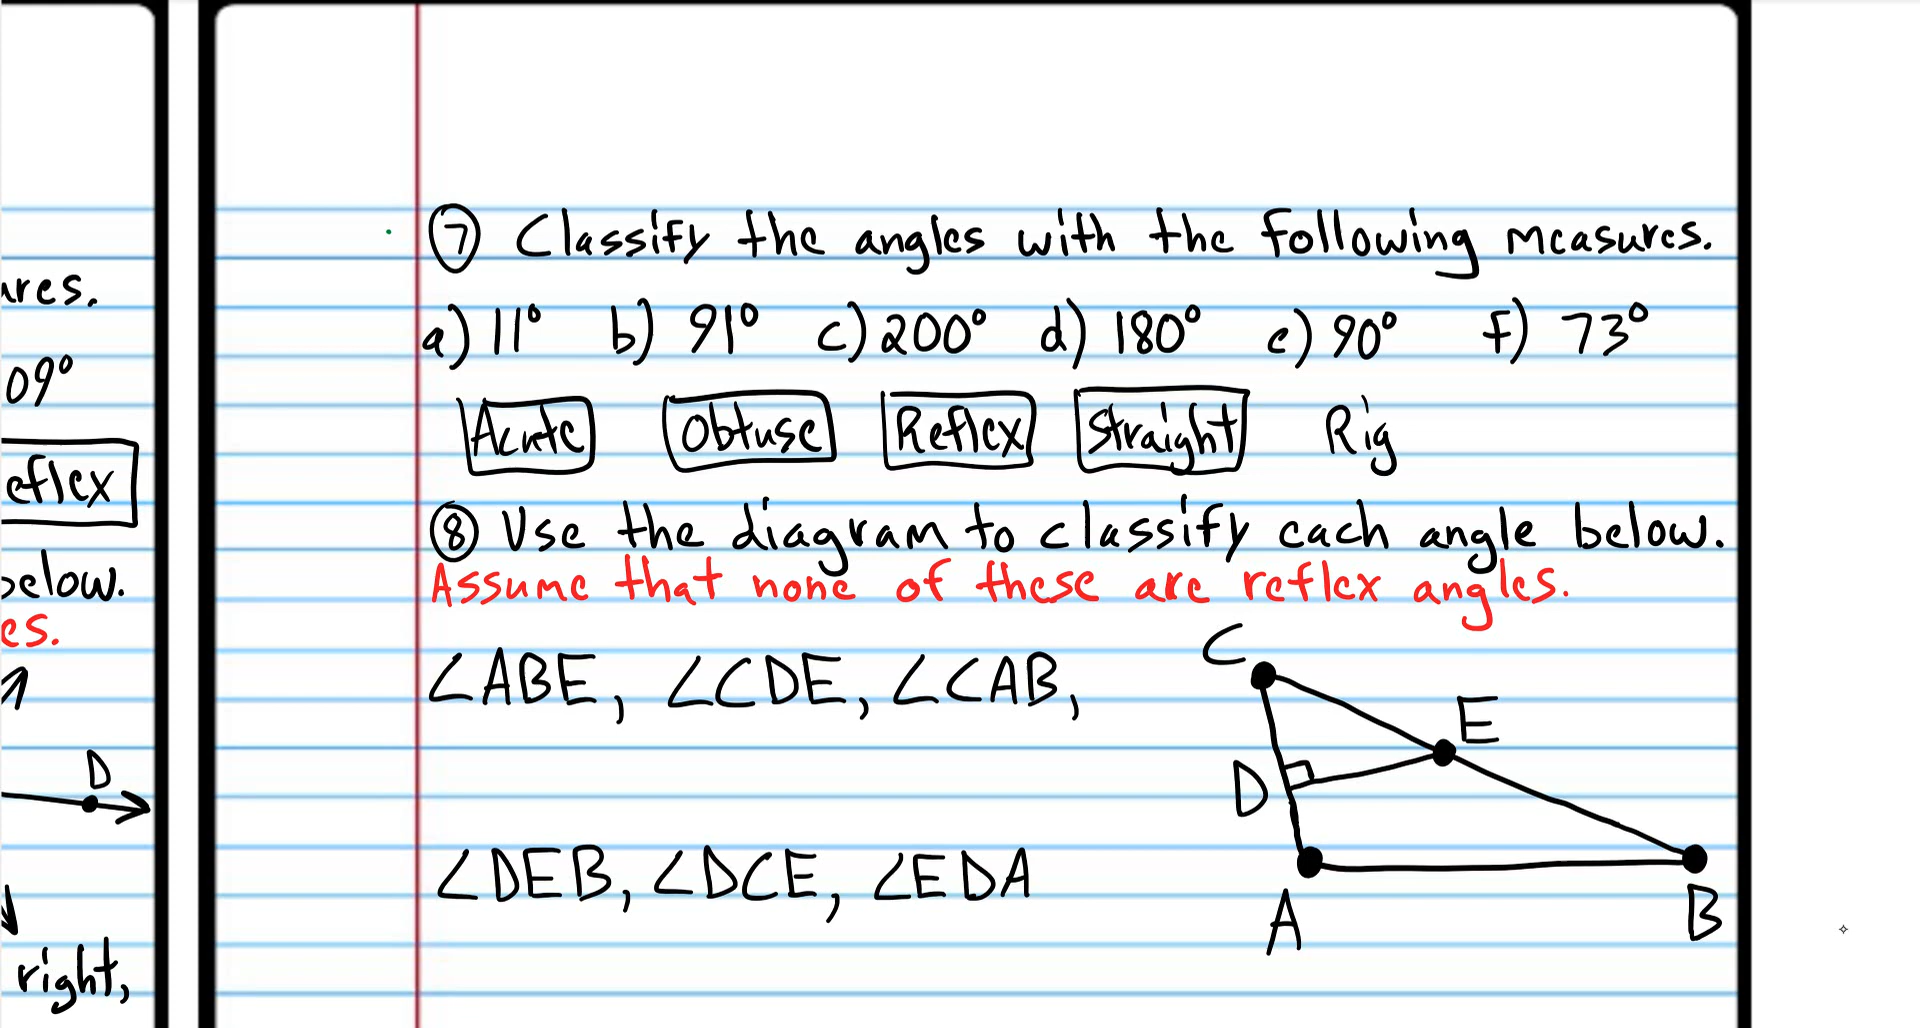 ures.
09°
eflex
below.
es.
D
right,
⑦ Classify the angles with the following measures.
a) 11° b) 91° c) 200° d) 180° e) 90° f) 73°
Acute Obtuse Reflex Straight Rig
⑧ Use the diagram to classify each angle below.
Assume that none of these are reflex angles.
∠ABE, ∠CDE, ∠CAB,
∠DEB, ∠DCE, ∠EDA
C
E
D
A
B